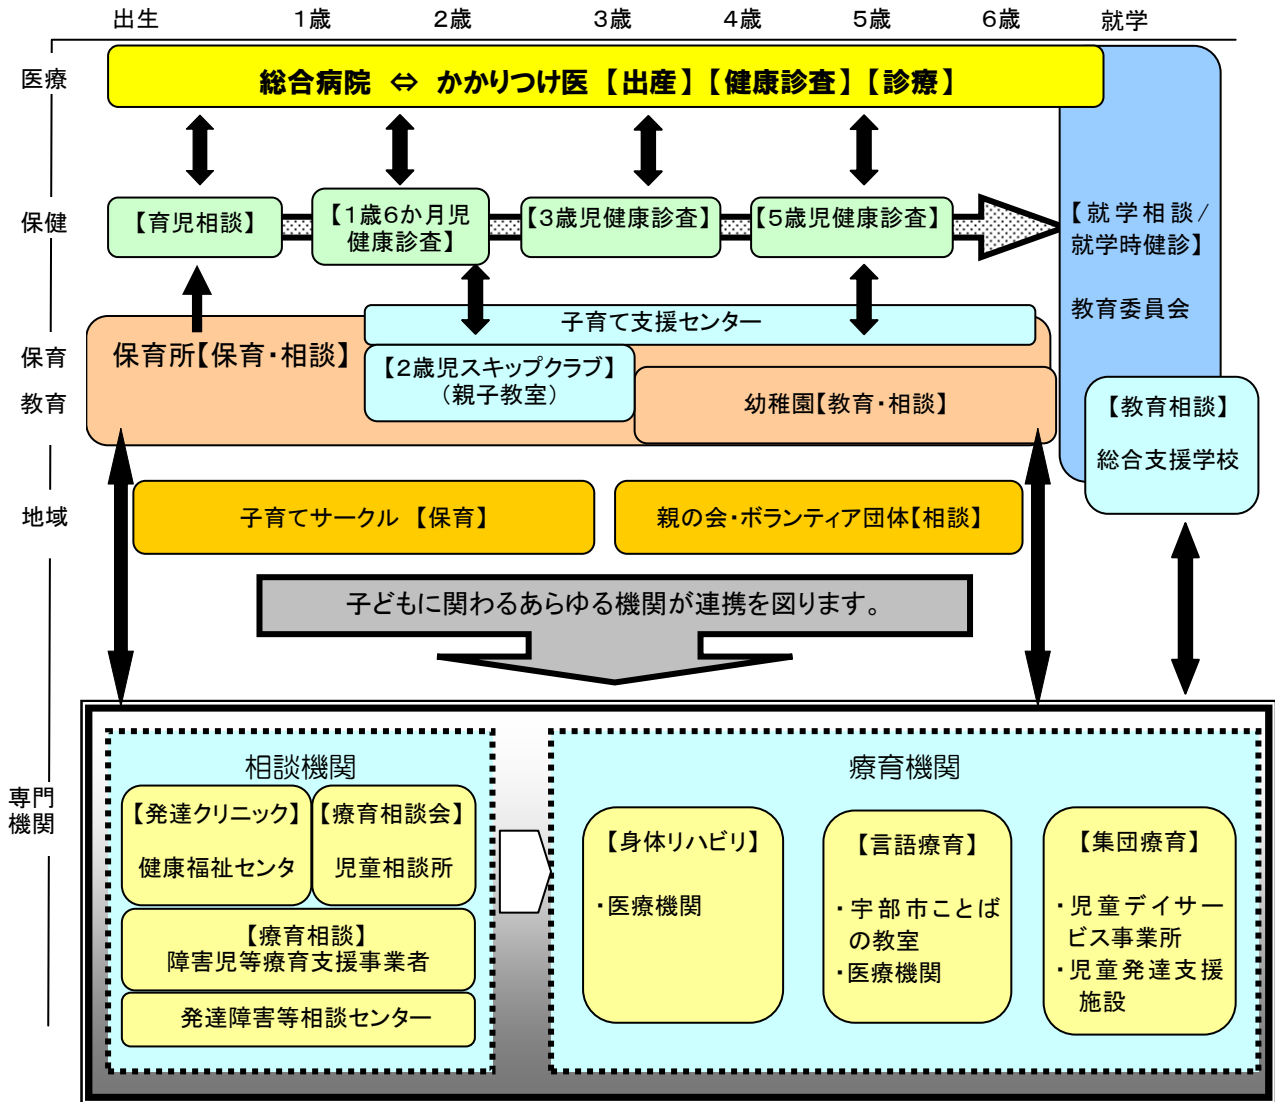 出生 1歳 2歳 3歳 4歳 5歳 6歳 就学
医療
総合病院 ⇔ かかりつけ医 【出産】 【健康診査】 【診療】
保健
【育児相談】
【1歳6か月児
健康診査】
【3歳児健康診査】
【5歳児健康診査】
【就学相談/
就学時健診】
教育委員会
保育
教育
保育所【保育・相談】
子育て支援センター
【2歳児スキップクラブ】
(親子教室)
幼稚園【教育・相談】
【教育相談】
総合支援学校
地域
子育てサークル 【保育】
親の会・ボランティア団体【相談】
子どもに関わるあらゆる機関が連携を図ります。
専門
機関
相談機関
【発達クリニック】
健康福祉センタ
【療育相談会】
児童相談所
【療育相談】
障害児等療育支援事業者
発達障害等相談センター
療育機関
【身体リハビリ】
・医療機関
【言語療育】
・宇部市ことば
の教室
・医療機関
【集団療育】
・児童デイサー
ビス事業所
・児童発達支援
施設